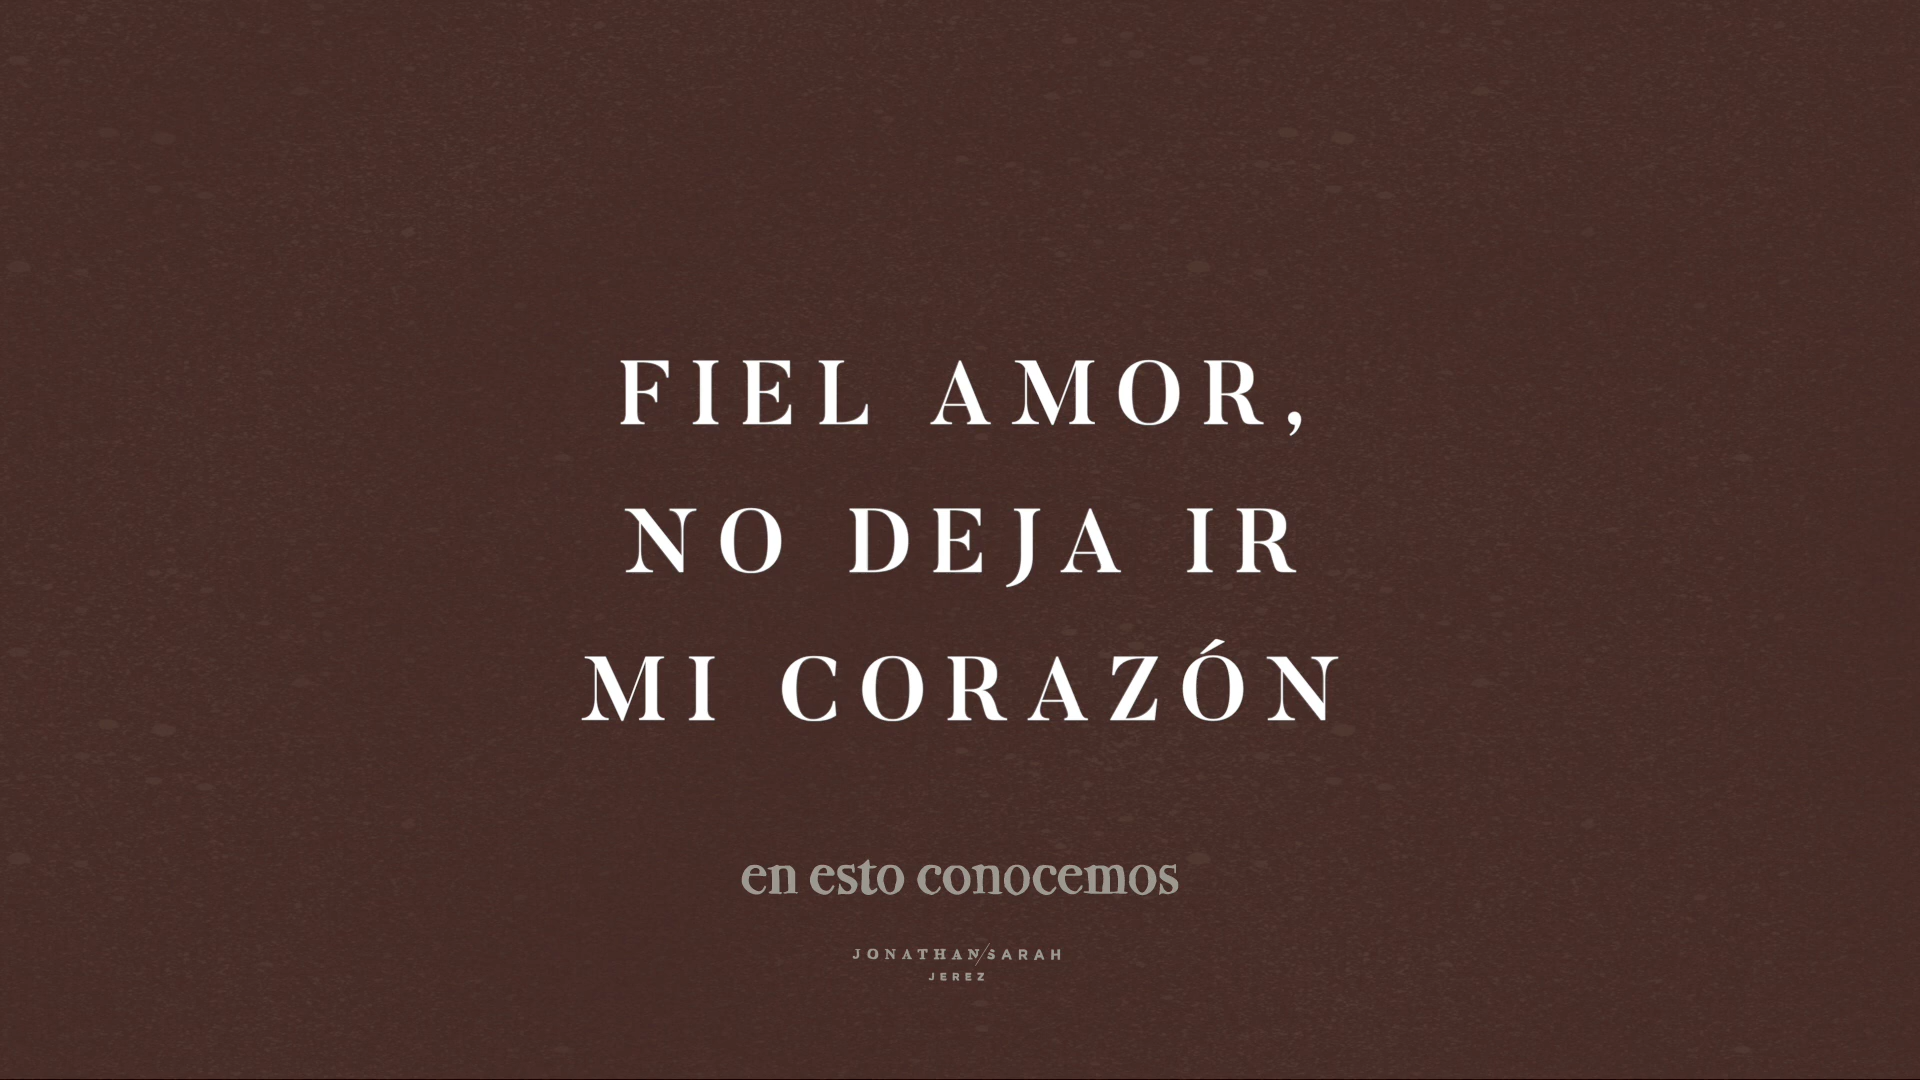 FIEL AMOR,
NO DEJA IR
MI CORAZÓN
en esto conocemos
JONATHAN/SARAH
JEREZ